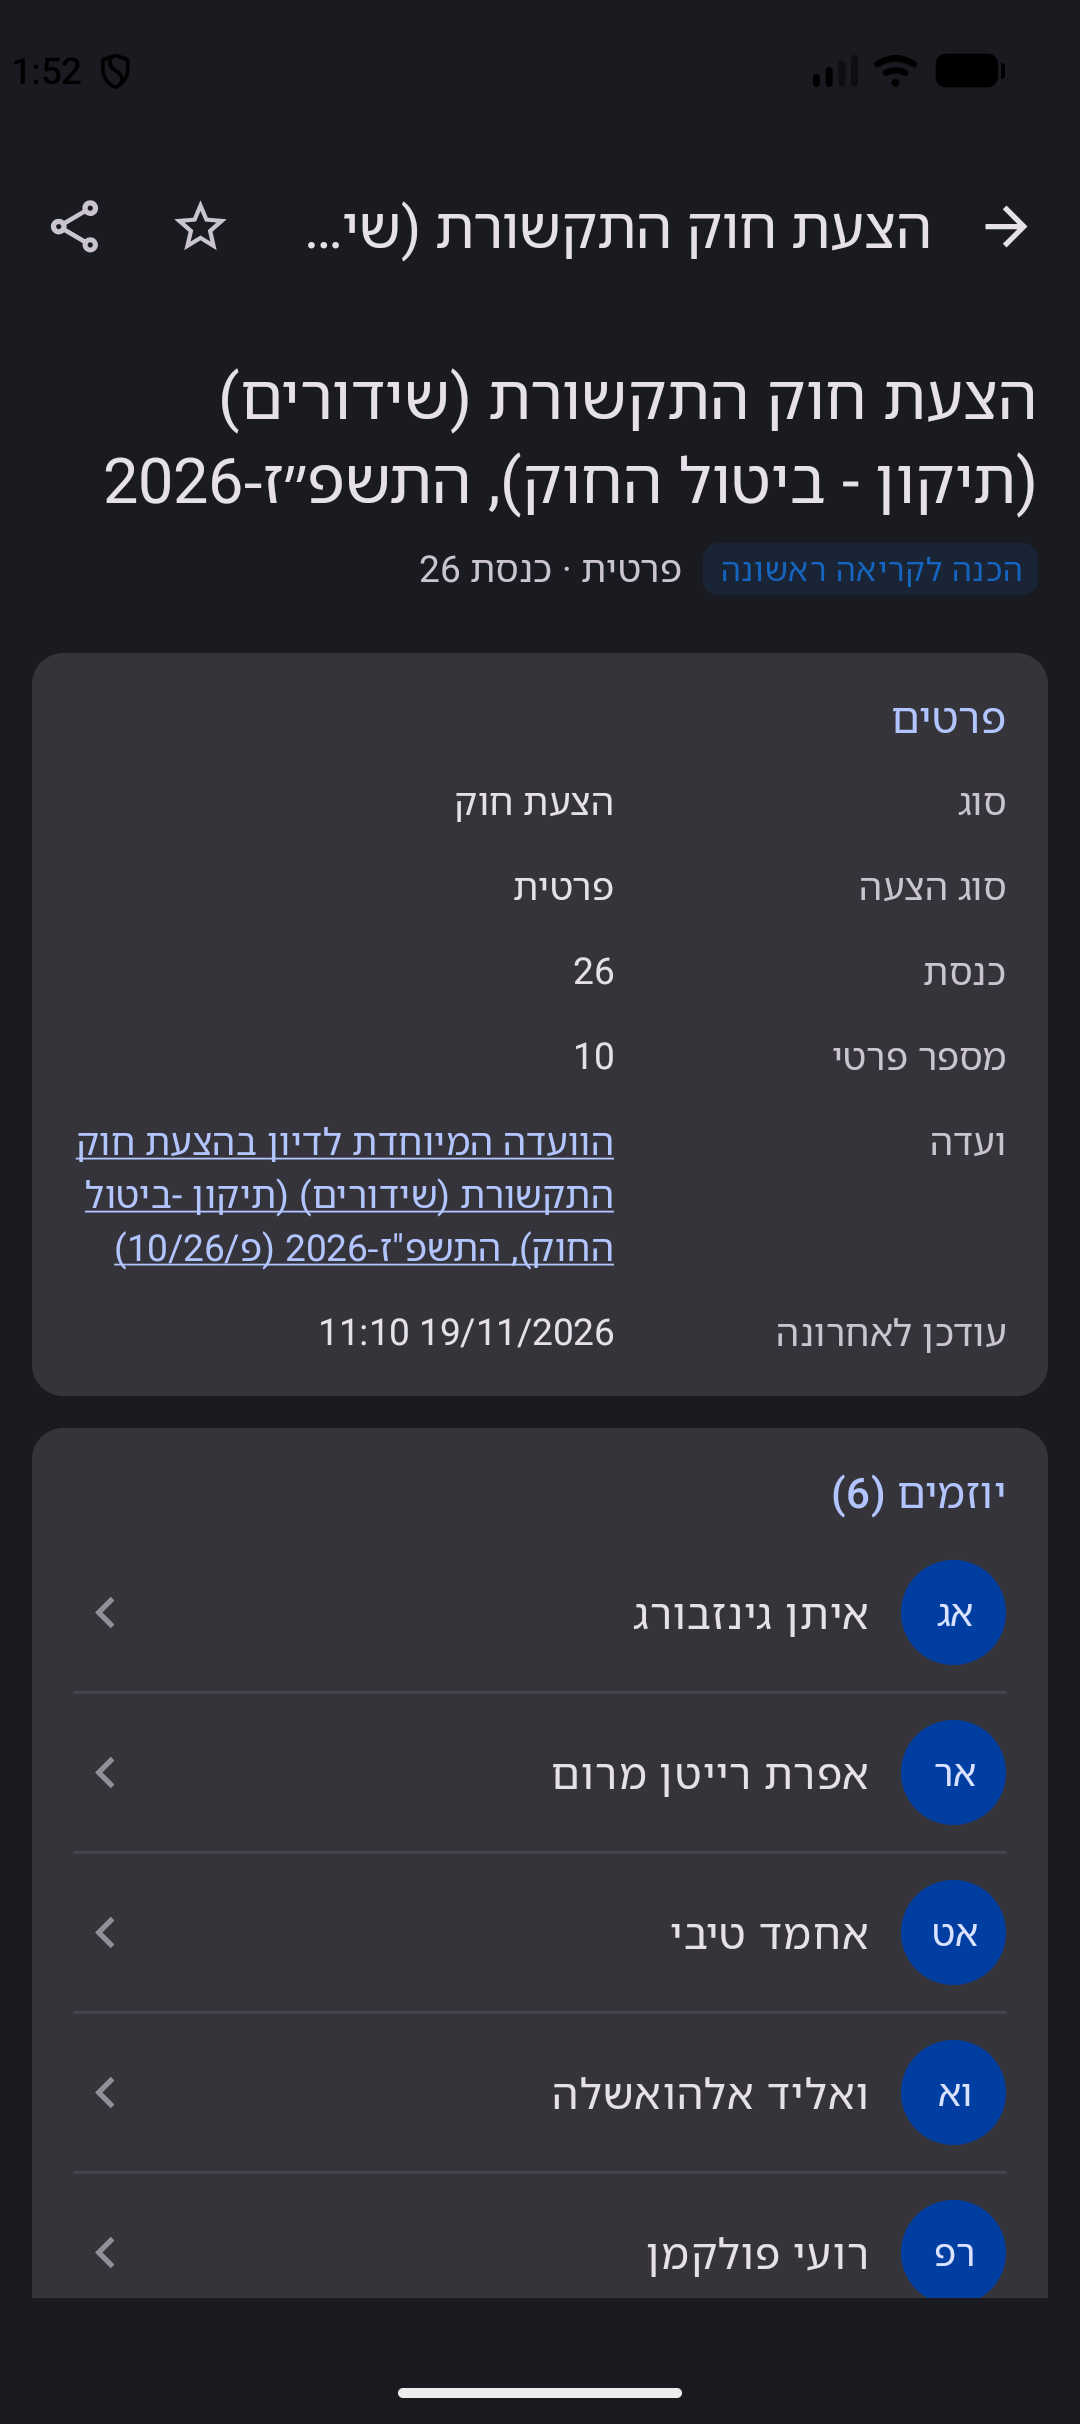 1:52
הצעת חוק התקשורת (שי...
הצעת חוק התקשורת (שידורים)
(תיקון - ביטול החוק), התשפ״ז-2026
הכנה לקריאה ראשונה
פרטית · כנסת 26
פרטים
סוג
הצעת חוק
סוג הצעה
פרטית
כנסת
26
מספר פרטי
10
ועדה
הוועדה המיוחדת לדיון בהצעת חוק
התקשורת (שידורים) (תיקון -ביטול
החוק), התשפ"ז-2026 (פ/10/26)
עודכן לאחרונה
19/11/2026 11:10
יוזמים (6)
אג
איתן גינזבורג
אר
אפרת רייטן מרום
אט
אחמד טיבי
וא
ואליד אלהואשלה
רפ
רועי פולקמן